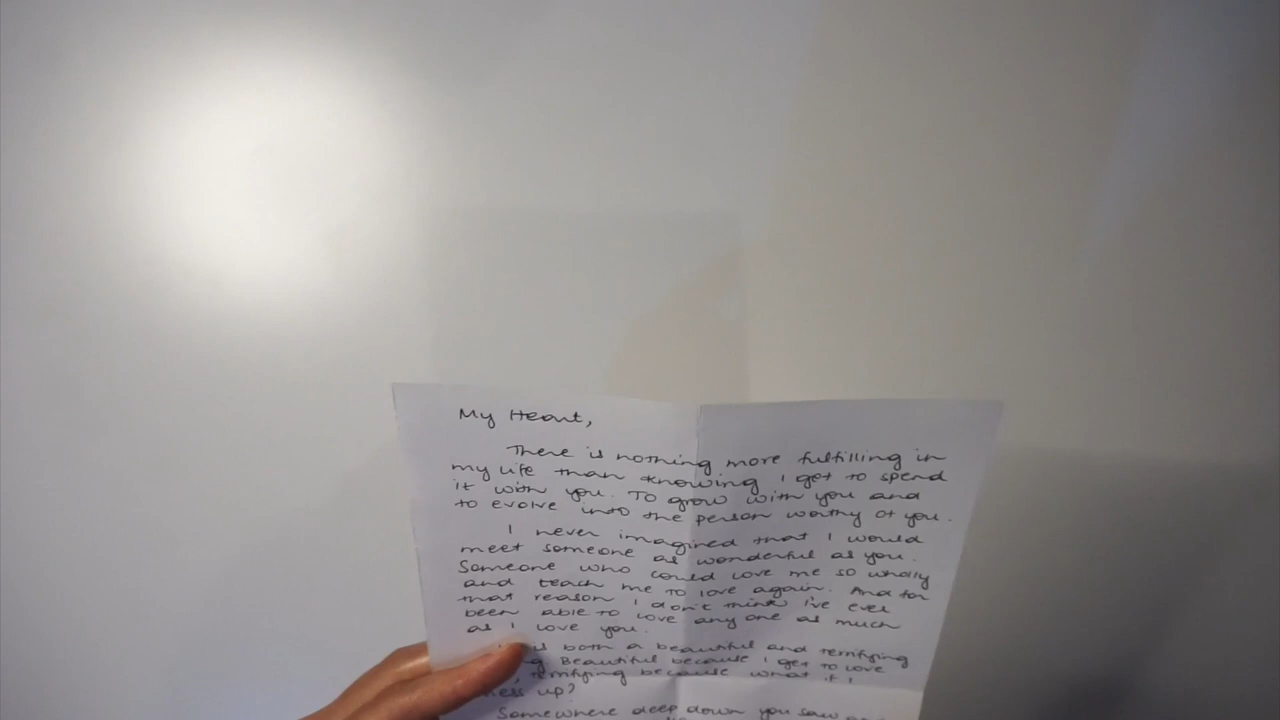 My Heart,
There is nothing more fulfilling in
my life than knowing I get to spend
it with you. To grow with you and
to evolve into the person worthy of you.
I never imagined that I would
meet someone as wonderful as you.
Someone who could love me so wholly
and teach me to love again. And for
that reason I don't think I've ever
been able to love any one as much
as I love you.
is both a beautiful and terrifying
Beautiful because I get to love
, terrifying because what if I
mess up?
Somewhere deep down you saw